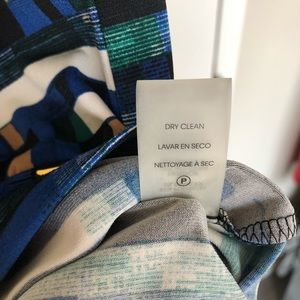 DRY CLEAN
LAVAR EN SECO
NETTOYAGE À SEC
P